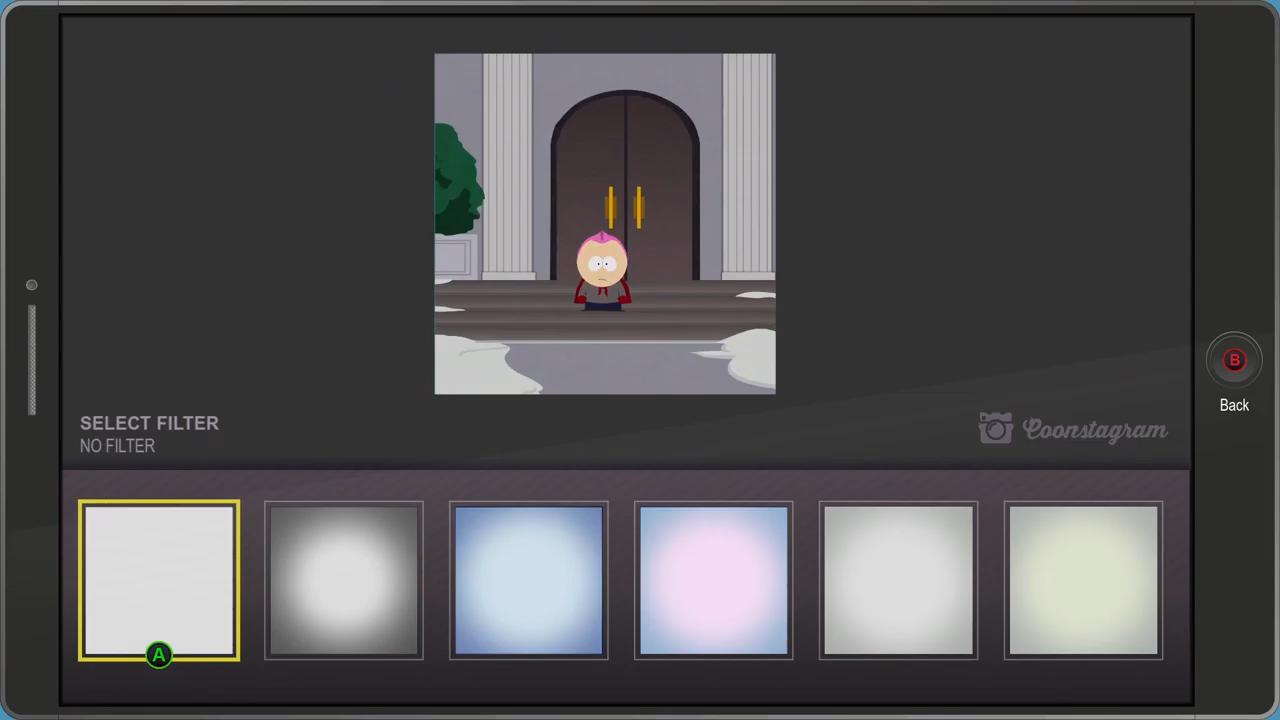 SELECT FILTER
NO FILTER
Coonstagram
B
Back
A